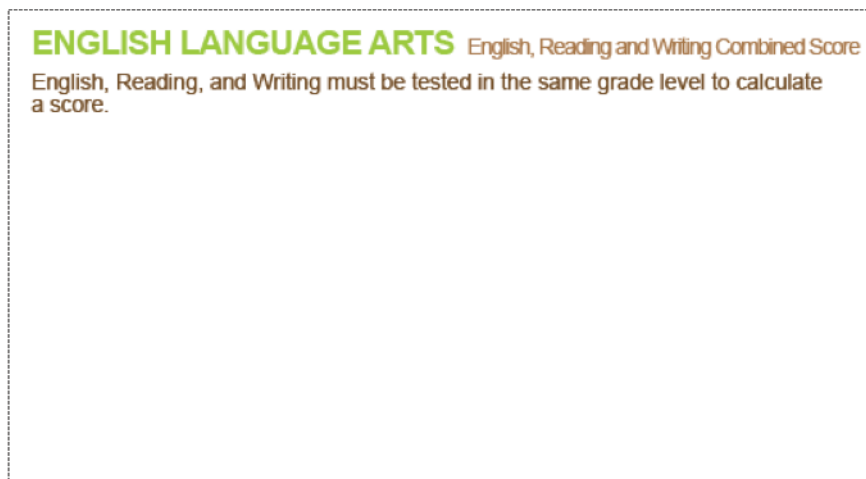 ENGLISH LANGUAGE ARTS English, Reading and Writing Combined Score
English, Reading, and Writing must be tested in the same grade level to calculate
a score.